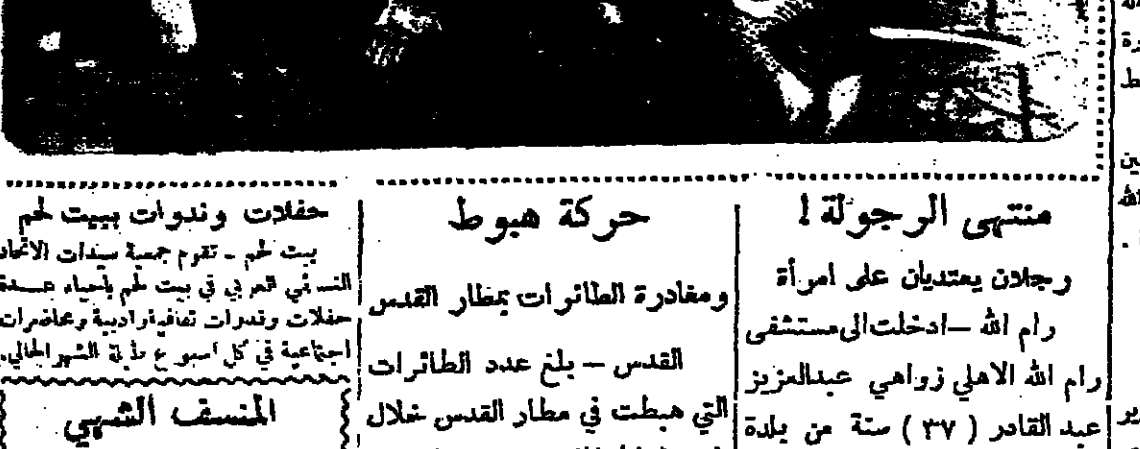 منتهى الرجولة !
رجلان يعتديان على امرأة
رام الله — ادخلت الى مستشفى
رام الله الاهلي زواهي عبدالعزيز
عبد القادر ( ٣٧ ) سنة من بلدة
حركة هبوط
ومغادرة الطائرات بمطار القدس
القدس — بلغ عدد الطائرات
التي هبطت في مطار القدس خلال
حفلات وندوات ببيت لحم
بيت لحم - تقوم جمعية سيدات الاتحاد
النسائي العربي في بيت لحم باحياء عدة
حفلات وندوات ثقافية وادبية ومحاضرات
اجتماعية في كل اسبوع طيلة الشهر الحالي.
المنسف الشهي